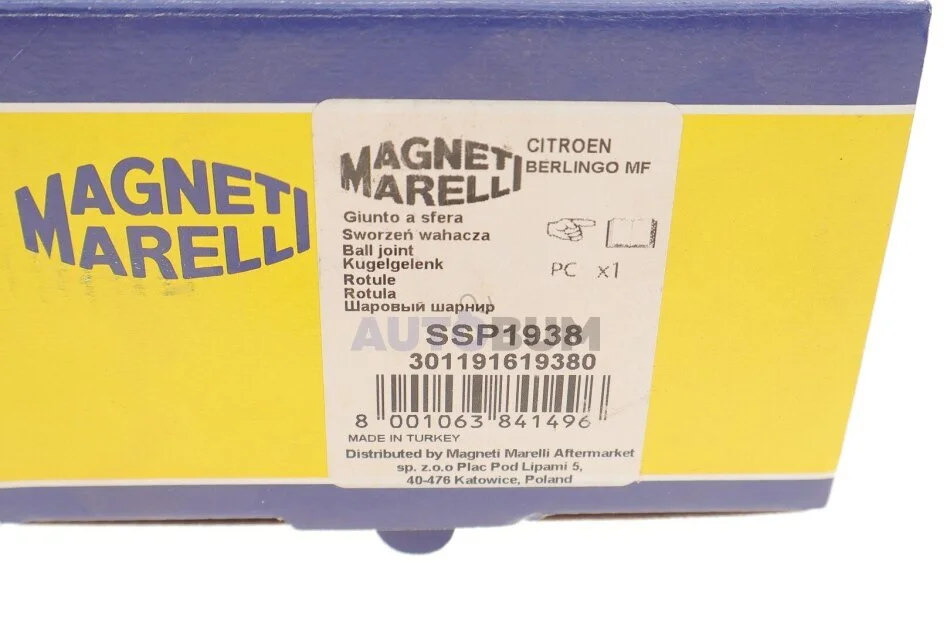 MAGNETI
MARELLI
MAGNETI
MARELLI
CITROEN
BERLINGO MF
Giunto a sfera
Sworzeń wahacza
Ball joint
Kugelgelenk
Rotule
Rotula
Шаровый шарнир
PC x1
AUTOBUM
SSP1938
301191619380
8 001063 841496
MADE IN TURKEY
Distributed by Magneti Marelli Aftermarket
sp. z.o.o Plac Pod Lipami 5,
40-476 Katowice, Poland